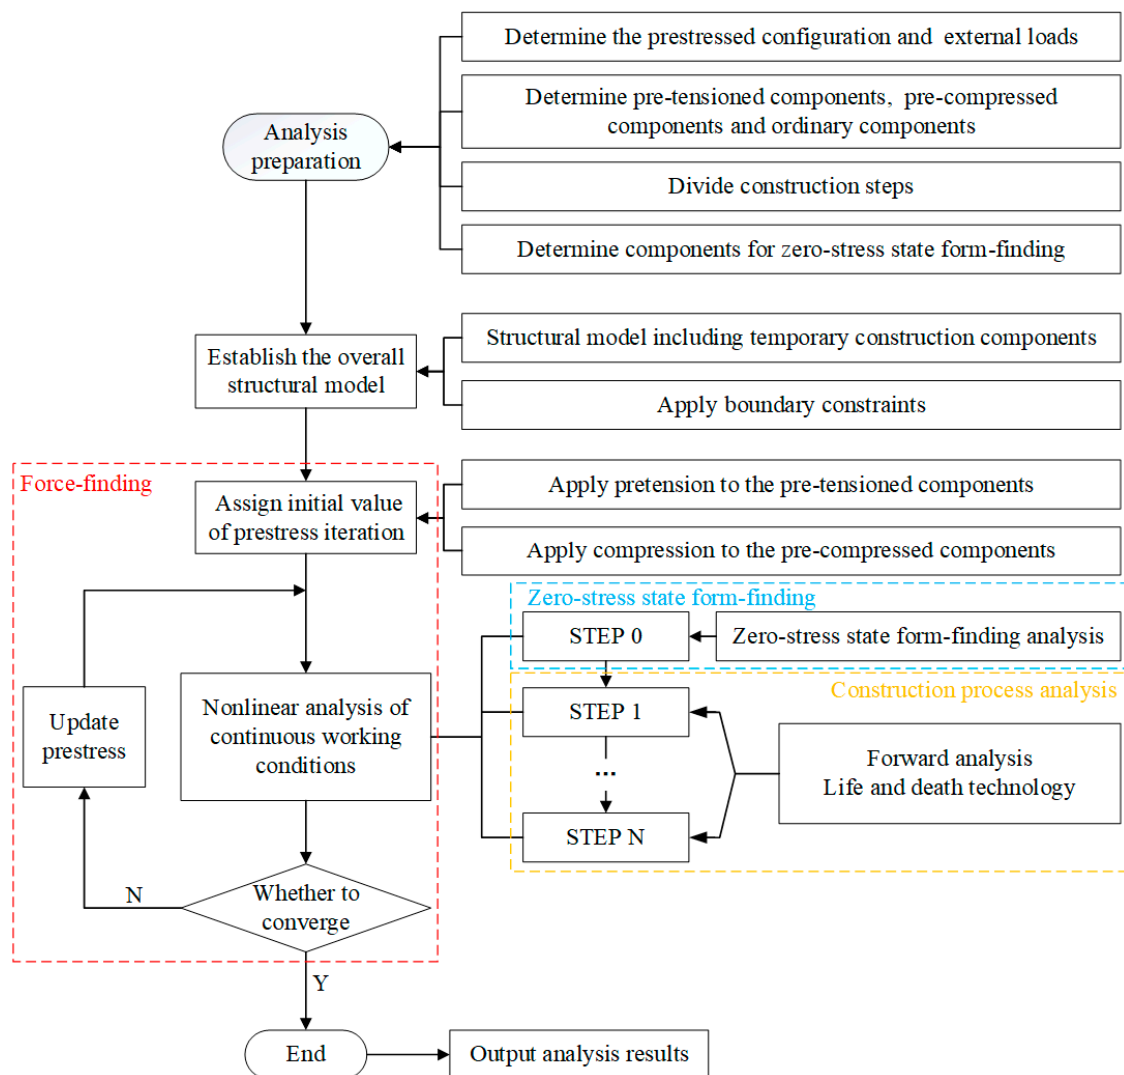 Determine the prestressed configuration and external loads
Determine pre-tensioned components, pre-compressed
components and ordinary components
Analysis
preparation
Divide construction steps
Determine components for zero-stress state form-finding
Establish the overall
structural model
Structural model including temporary construction components
Apply boundary constraints
Force-finding
Assign initial value
of prestress iteration
Apply pretension to the pre-tensioned components
Apply compression to the pre-compressed components
Zero-stress state form-finding
STEP 0
Zero-stress state form-finding analysis
Construction process analysis
Update
prestress
Nonlinear analysis of
continuous working
conditions
STEP 1
...
STEP N
Forward analysis
Life and death technology
N
Whether to
converge
Y
End
Output analysis results